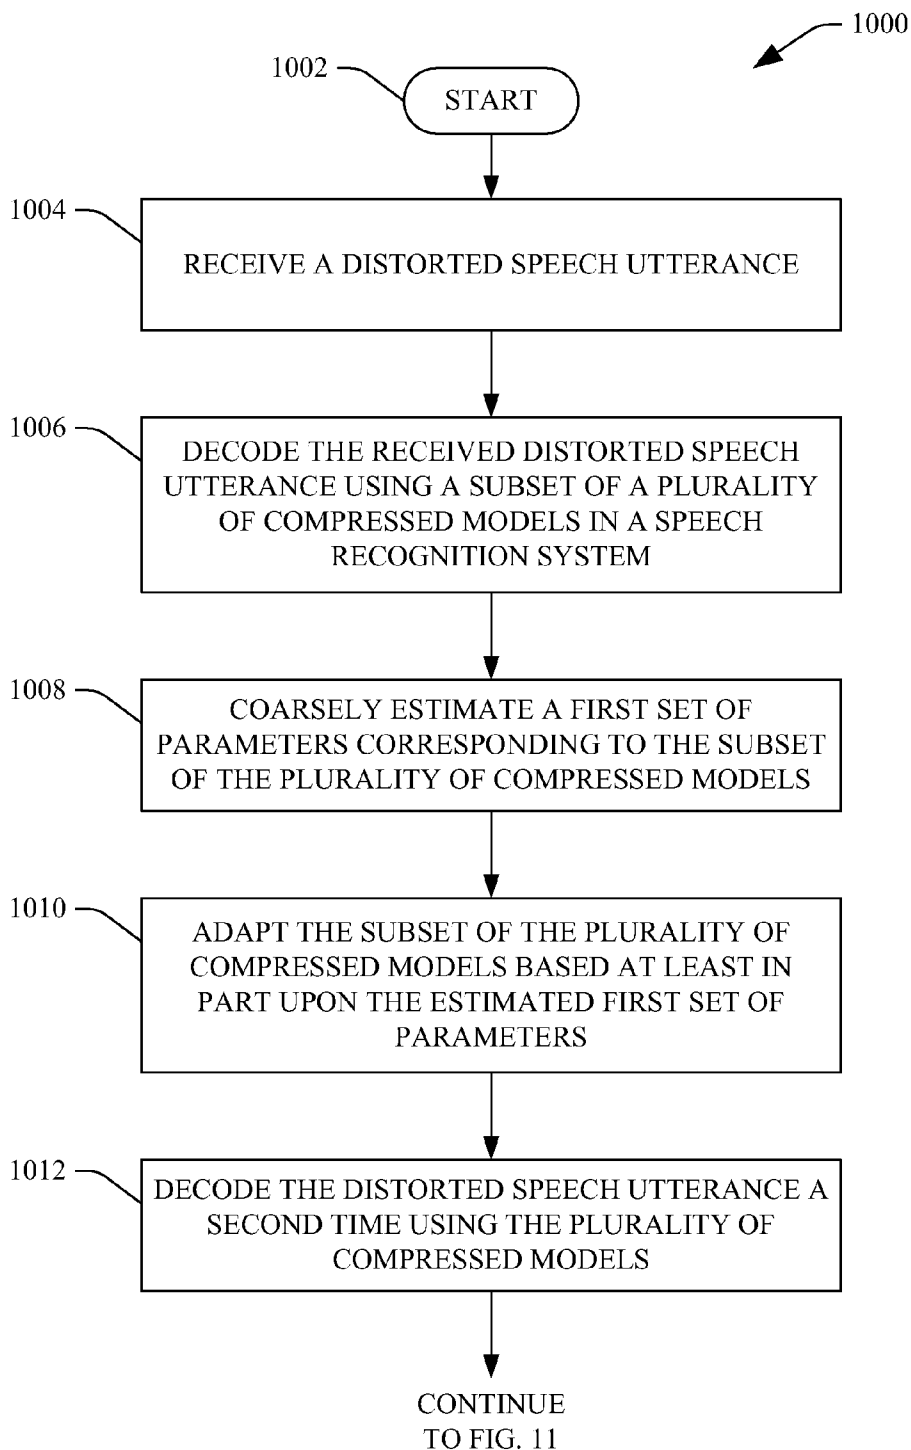 1000
1002
START
1004
RECEIVE A DISTORTED SPEECH UTTERANCE
1006
DECODE THE RECEIVED DISTORTED SPEECH
UTTERANCE USING A SUBSET OF A PLURALITY
OF COMPRESSED MODELS IN A SPEECH
RECOGNITION SYSTEM
1008
COARSELY ESTIMATE A FIRST SET OF
PARAMETERS CORRESPONDING TO THE SUBSET
OF THE PLURALITY OF COMPRESSED MODELS
1010
ADAPT THE SUBSET OF THE PLURALITY OF
COMPRESSED MODELS BASED AT LEAST IN
PART UPON THE ESTIMATED FIRST SET OF
PARAMETERS
1012
DECODE THE DISTORTED SPEECH UTTERANCE A
SECOND TIME USING THE PLURALITY OF
COMPRESSED MODELS
CONTINUE
TO FIG. 11